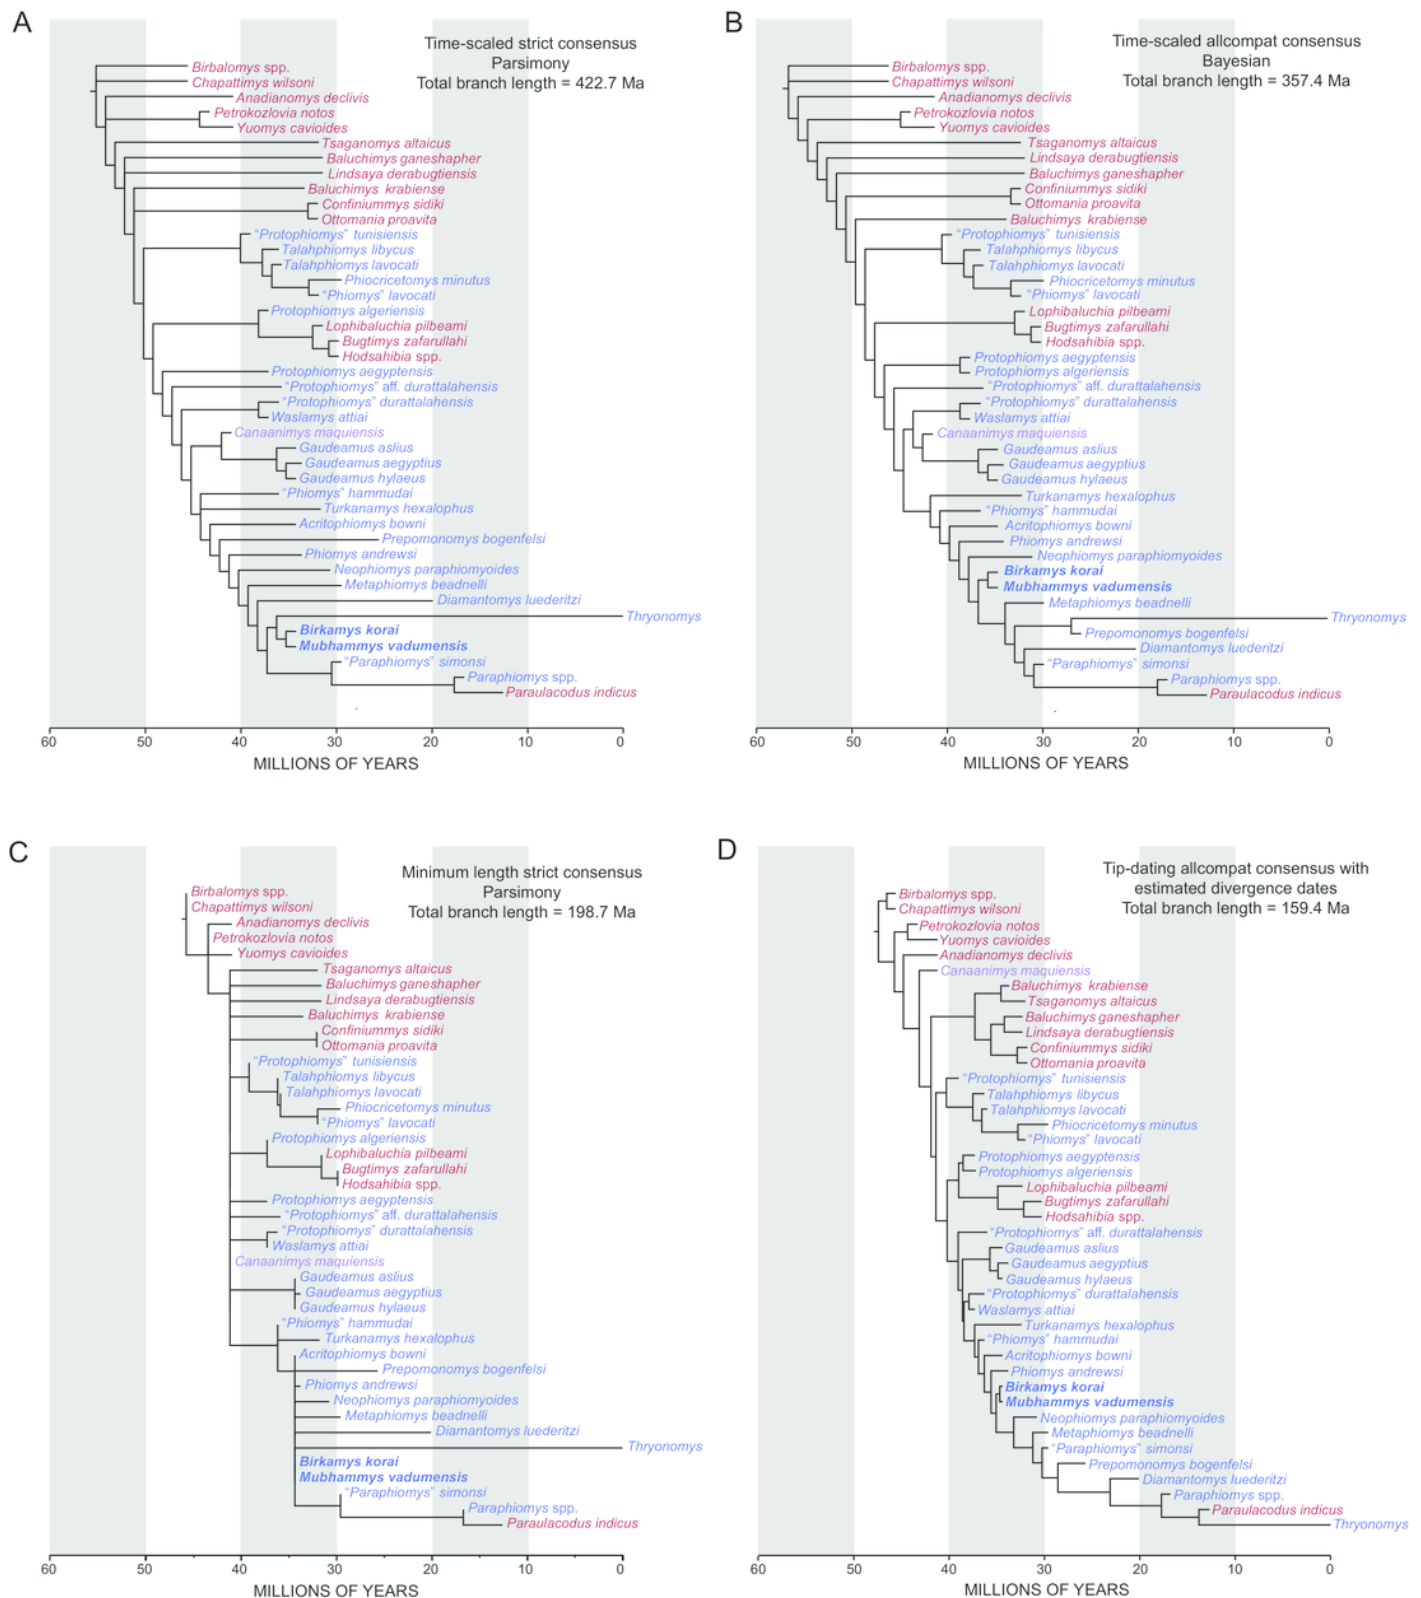 A
Time-scaled strict consensus
Parsimony
Total branch length = 422.7 Ma
Birbalomys spp.
Chapattimys wilsoni
Anadianomys declivis
Petrokozlovia notos
Yuomys cavioides
Tsaganomys altaicus
Baluchimys ganeshapher
Lindsaya derabugtiensis
Baluchimys krabiense
Confiniummys sidiki
Ottomania proavita
"Protophiomys" tunisiensis
Talahphiomys libycus
Talahphiomys lavocati
Phiocricetomys minutus
"Phiomys" lavocati
Protophiomys algeriensis
Lophibaluchia pilbeami
Bugtimys zafarullahi
Hodsahibia spp.
Protophiomys aegyptensis
"Protophiomys" aff. durattalahensis
"Protophiomys" durattalahensis
Waslamys attiai
Canaanimys maquiensis
Gaudeamus aslius
Gaudeamus aegyptius
Gaudeamus hylaeus
"Phiomys" hammudai
Turkanamys hexalophus
Acritophiomys bowni
Prepomonomys bogenfelsi
Phiomys andrewsi
Neophiomys paraphiomyoides
Metaphiomys beadnelli
Diamantomys luederitzi
Thryonomys
Birkamys korai
Mubhammys vadumensis
"Paraphiomys" simonsi
Paraphiomys spp.
Paraulacodus indicus
60 50 40 30 20 10 0
MILLIONS OF YEARS
B
Time-scaled allcompat consensus
Bayesian
Total branch length = 357.4 Ma
Birbalomys spp.
Chapattimys wilsoni
Anadianomys declivis
Petrokozlovia notos
Yuomys cavioides
Tsaganomys altaicus
Lindsaya derabugtiensis
Baluchimys ganeshapher
Confiniummys sidiki
Ottomania proavita
Baluchimys krabiense
"Protophiomys" tunisiensis
Talahphiomys libycus
Talahphiomys lavocati
Phiocricetomys minutus
"Phiomys" lavocati
Lophibaluchia pilbeami
Bugtimys zafarullahi
Hodsahibia spp.
Protophiomys aegyptensis
Protophiomys algeriensis
"Protophiomys" aff. durattalahensis
"Protophiomys" durattalahensis
Waslamys attiai
Canaanimys maquiensis
Gaudeamus aslius
Gaudeamus aegyptius
Gaudeamus hylaeus
Turkanamys hexalophus
"Phiomys" hammudai
Acritophiomys bowni
Phiomys andrewsi
Neophiomys paraphiomyoides
Birkamys korai
Mubhammys vadumensis
Metaphiomys beadnelli
Thryonomys
Prepomonomys bogenfelsi
Diamantomys luederitzi
"Paraphiomys" simonsi
Paraphiomys spp.
Paraulacodus indicus
60 50 40 30 20 10 0
MILLIONS OF YEARS
C
Minimum length strict consensus
Parsimony
Total branch length = 198.7 Ma
Birbalomys spp.
Chapattimys wilsoni
Anadianomys declivis
Petrokozlovia notos
Yuomys cavioides
Tsaganomys altaicus
Baluchimys ganeshapher
Lindsaya derabugtiensis
Baluchimys krabiense
Confiniummys sidiki
Ottomania proavita
"Protophiomys" tunisiensis
Talahphiomys libycus
Talahphiomys lavocati
Phiocricetomys minutus
"Phiomys" lavocati
Protophiomys algeriensis
Lophibaluchia pilbeami
Bugtimys zafarullahi
Hodsahibia spp.
Protophiomys aegyptensis
"Protophiomys" aff. durattalahensis
"Protophiomys" durattalahensis
Waslamys attiai
Canaanimys maquiensis
Gaudeamus aslius
Gaudeamus aegyptius
Gaudeamus hylaeus
"Phiomys" hammudai
Turkanamys hexalophus
Acritophiomys bowni
Prepomonomys bogenfelsi
Phiomys andrewsi
Neophiomys paraphiomyoides
Metaphiomys beadnelli
Diamantomys luederitzi
Thryonomys
Birkamys korai
Mubhammys vadumensis
"Paraphiomys" simonsi
Paraphiomys spp.
Paraulacodus indicus
60 50 40 30 20 10 0
MILLIONS OF YEARS
D
Tip-dating allcompat consensus with
estimated divergence dates
Total branch length = 159.4 Ma
Birbalomys spp.
Chapattimys wilsoni
Petrokozlovia notos
Yuomys cavioides
Anadianomys declivis
Canaanimys maquiensis
Baluchimys krabiense
Tsaganomys altaicus
Baluchimys ganeshapher
Lindsaya derabugtiensis
Confiniummys sidiki
Ottomania proavita
"Protophiomys" tunisiensis
Talahphiomys libycus
Talahphiomys lavocati
Phiocricetomys minutus
"Phiomys" lavocati
Protophiomys aegyptensis
Protophiomys algeriensis
Lophibaluchia pilbeami
Bugtimys zafarullahi
Hodsahibia spp.
"Protophiomys" aff. durattalahensis
Gaudeamus aslius
Gaudeamus aegyptius
Gaudeamus hylaeus
"Protophiomys" durattalahensis
Waslamys attiai
Turkanamys hexalophus
"Phiomys" hammudai
Acritophiomys bowni
Phiomys andrewsi
Birkamys korai
Mubhammys vadumensis
Neophiomys paraphiomyoides
Metaphiomys beadnelli
"Paraphiomys" simonsi
Prepomonomys bogenfelsi
Diamantomys luederitzi
Paraphiomys spp.
Paraulacodus indicus
Thryonomys
60 50 40 30 20 10 0
MILLIONS OF YEARS